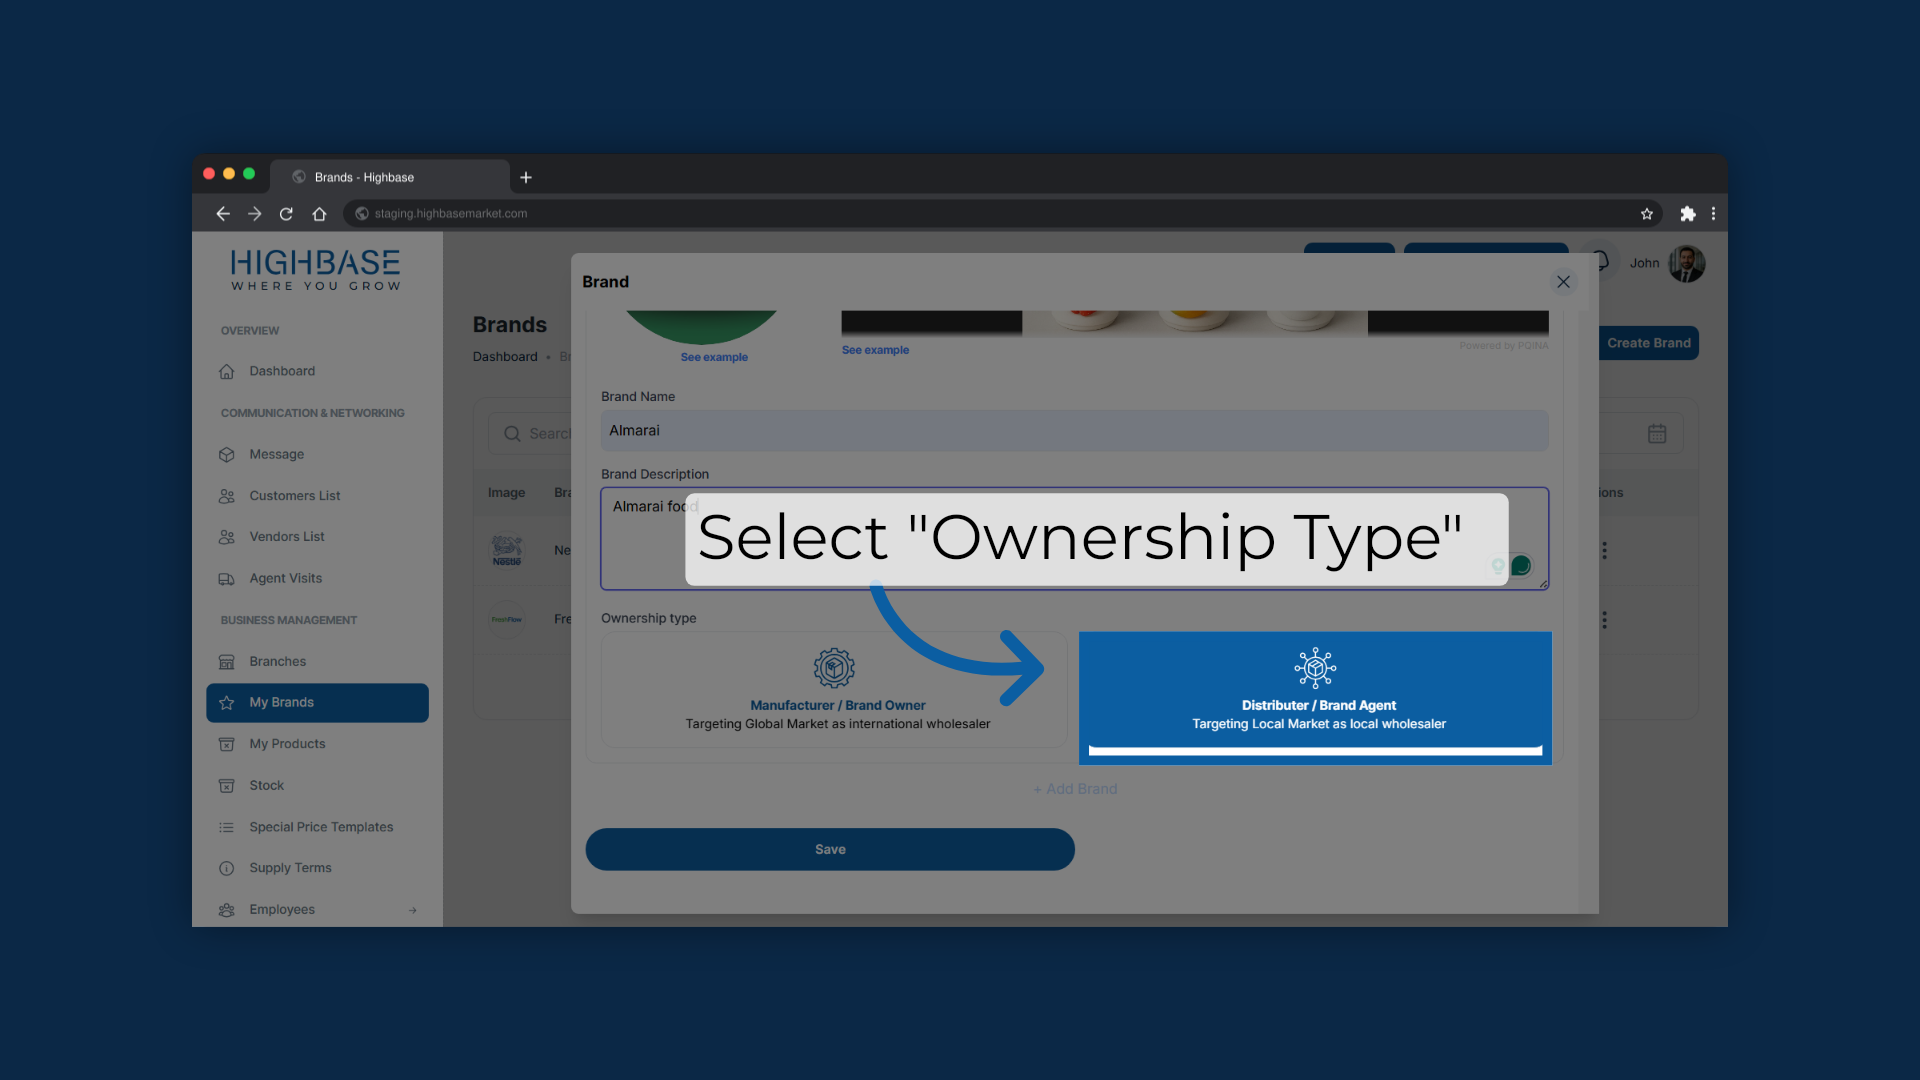 Brands - Highbase
staging.highbasemarket.com
HIGHBASE
WHERE YOU GROW
OVERVIEW
Dashboard
COMMUNICATION & NETWORKING
Message
Customers List
Vendors List
Agent Visits
BUSINESS MANAGEMENT
Branches
My Brands
My Products
Stock
Special Price Templates
Supply Terms
Employees
John
Brands
Dashboard • Br
Create Brand
Search
Image Bra
ions
Nestle
Ne
FreshFlow
Fre
Brand
See example
See example
Powered by PQINA
Brand Name
Almarai
Brand Description
Almarai food
Select "Ownership Type"
Ownership type
Manufacturer / Brand Owner
Targeting Global Market as international wholesaler
Distributer / Brand Agent
Targeting Local Market as local wholesaler
+ Add Brand
Save